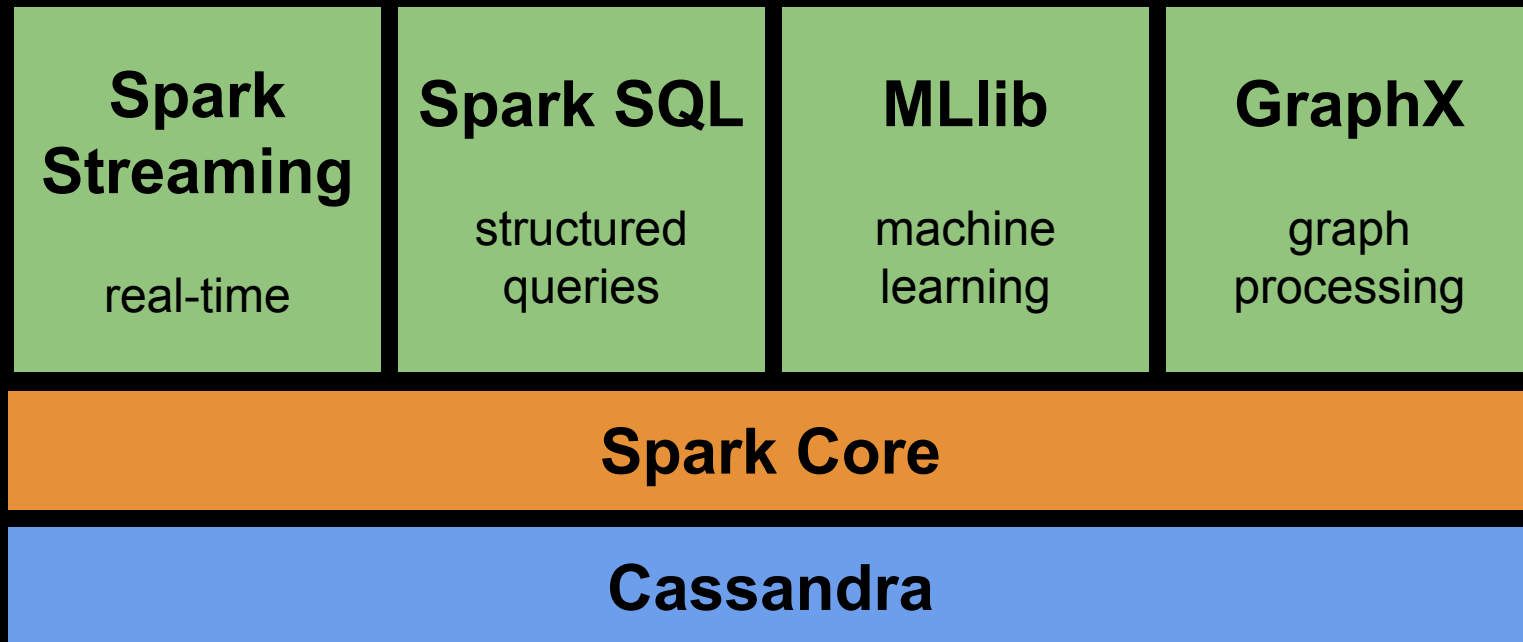 Spark
Streaming
real-time
Spark SQL
structured
queries
MLlib
machine
learning
GraphX
graph
processing
Spark Core
Cassandra